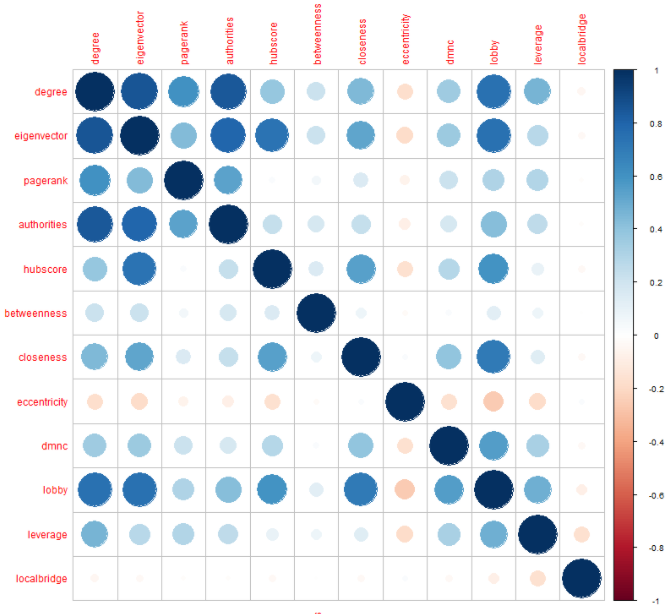 degree
eigenvector
pagerank
authorities
hubscore
betweenness
closeness
eccentricity
dmnc
lobby
leverage
localbridge
degree
eigenvector
pagerank
authorities
hubscore
betweenness
closeness
eccentricity
dmnc
lobby
leverage
localbridge
1
0.8
0.6
0.4
0.2
0
-0.2
-0.4
-0.6
-0.8
-1